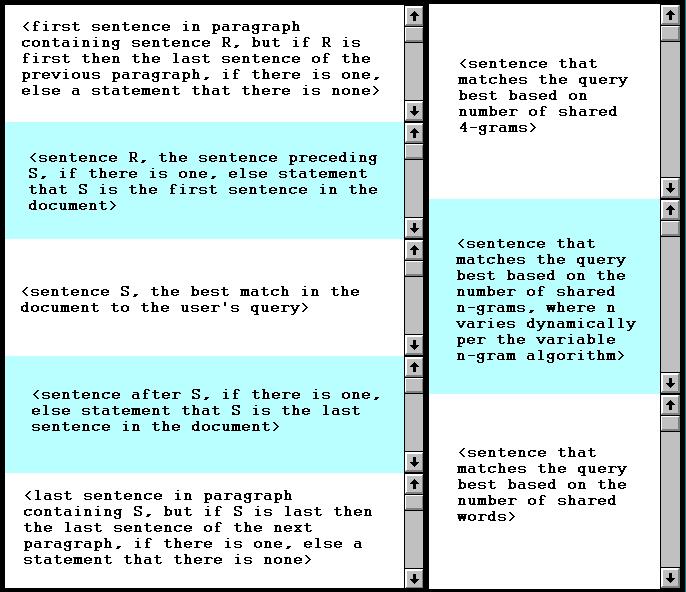 <first sentence in paragraph
containing sentence R, but if R is
first then the last sentence of the
previous paragraph, if there is one,
else a statement that there is none>
<sentence R, the sentence preceding
S, if there is one, else statement
that S is the first sentence in the
document>
<sentence S, the best match in the
document to the user's query>
<sentence after S, if there is one,
else statement that S is the last
sentence in the document>
<last sentence in paragraph
containing S, but if S is last then
the last sentence of the next
paragraph, if there is one, else a
statement that there is none>
<sentence that
matches the query
best based on
number of shared
4-grams>
<sentence that
matches the query
best based on the
number of shared
n-grams, where n
varies dynamically
per the variable
n-gram algorithm>
<sentence that
matches the query
best based on the
number of shared
words>